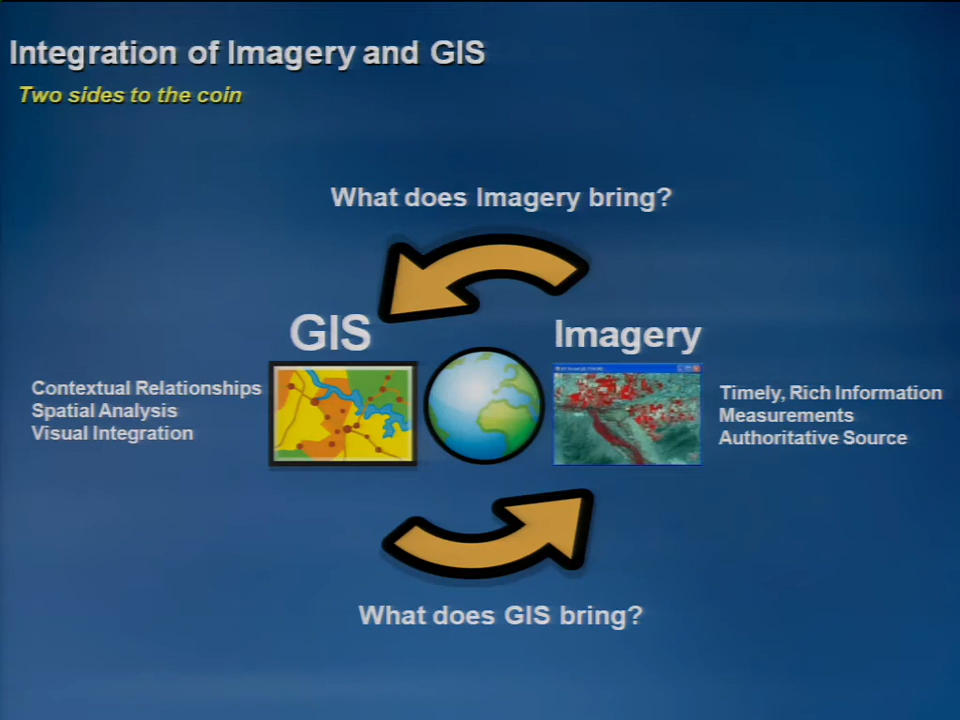 Integration of Imagery and GIS
Two sides to the coin
What does Imagery bring?
GIS
Imagery
Contextual Relationships
Spatial Analysis
Visual Integration
Timely, Rich Information
Measurements
Authoritative Source
What does GIS bring?